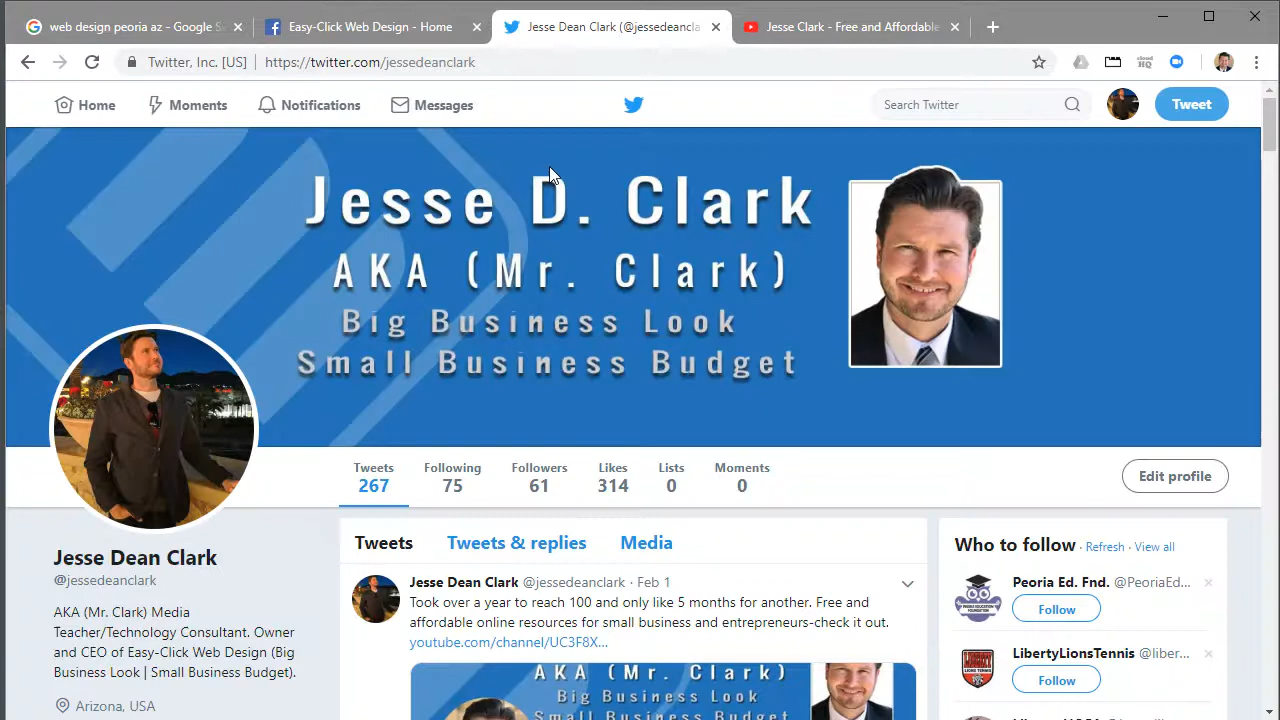 web design peoria az - Google S
Easy-Click Web Design - Home
Jesse Dean Clark (@jessedeancla
Jesse Clark - Free and Affordable
Twitter, Inc. [US]
https://twitter.com/jessedeanclark
cloud
HQ
Home
Moments
Notifications
Messages
Search Twitter
Tweet
Jesse D. Clark
AKA (Mr. Clark)
Big Business Look
Small Business Budget
Tweets
267
Following
75
Followers
61
Likes
314
Lists
0
Moments
0
Edit profile
Jesse Dean Clark
@jessedeanclark
AKA (Mr. Clark) Media
Teacher/Technology Consultant. Owner
and CEO of Easy-Click Web Design (Big
Business Look | Small Business Budget).
Arizona, USA
Tweets
Tweets & replies
Media
Jesse Dean Clark @jessedeanclark · Feb 1
Took over a year to reach 100 and only like 5 months for another. Free and
affordable online resources for small business and entrepreneurs-check it out.
youtube.com/channel/UC3F8X...
AKA (Mr. Clark)
Big Business Look
Small Business Budget
Who to follow · Refresh · View all
Peoria Ed. Fnd. @PeoriaEd...
Follow
LibertyLionsTennis @liber...
Follow